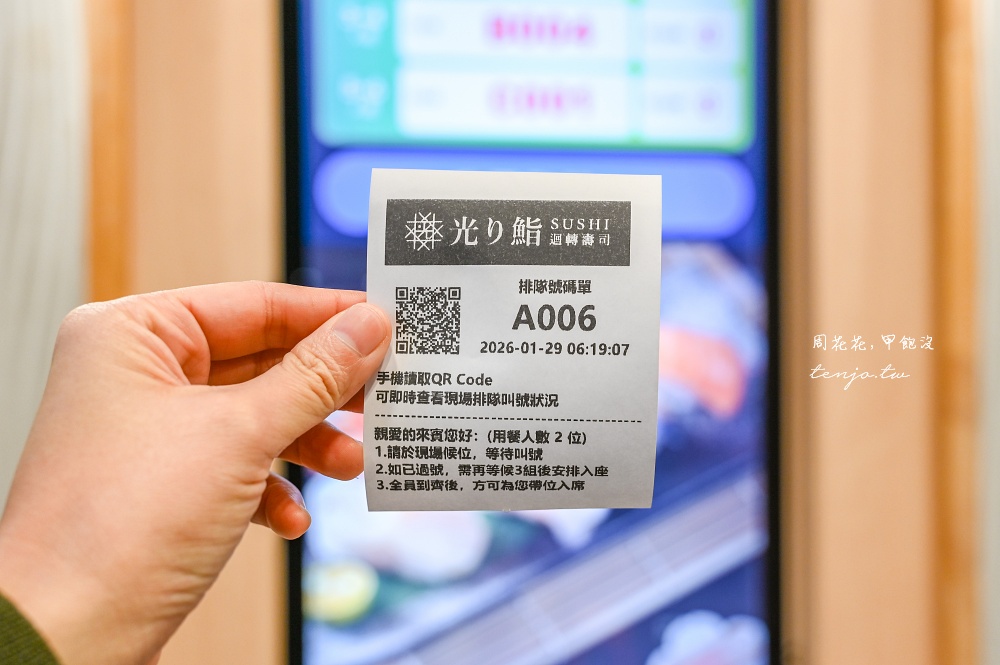 光り鮨 SUSHI
迴轉壽司
排隊號碼單
A006
2026-01-29 06:19:07
手機讀取QR Code
可即時查看現場排隊叫號狀況
親愛的來賓您好：(用餐人數 2 位)
1.請於現場候位，等待叫號
2.如已過號，需再等候3組後安排入座
3.全員到齊後，方可為您帶位入席
周花花,甲飽沒
tenjo.tw